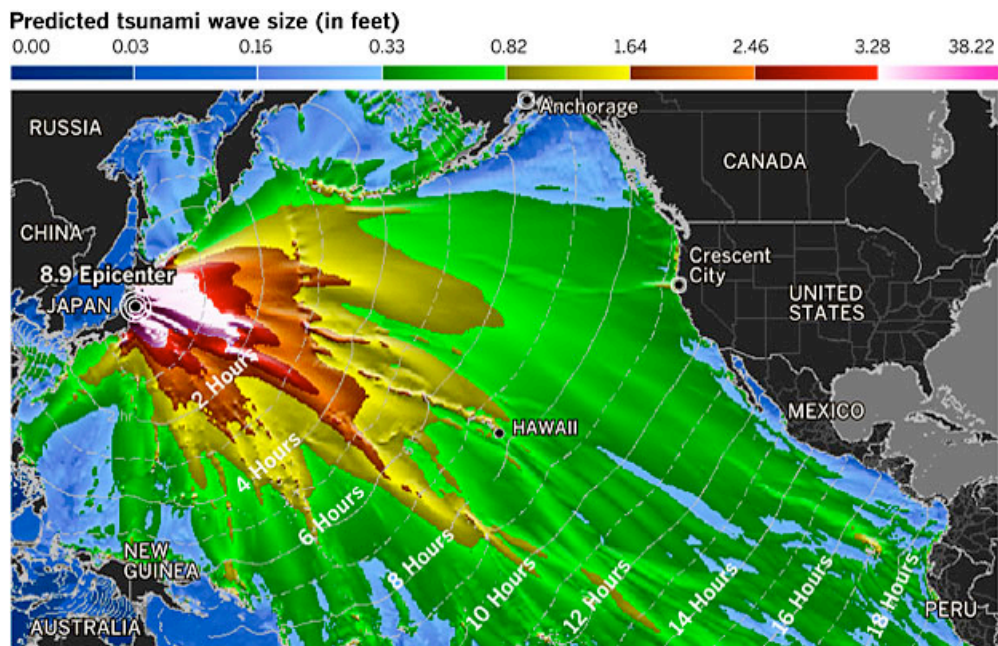 Predicted tsunami wave size (in feet)
0.00 0.03 0.16 0.33 0.82 1.64 2.46 3.28 38.22
Anchorage
RUSSIA
CANADA
CHINA
Crescent
City
8.9 Epicenter
JAPAN
UNITED
STATES
2 Hours
MEXICO
HAWAII
4 Hours
6 Hours
8 Hours
NEW
GUINEA
10 Hours
12 Hours
14 Hours
16 Hours
18 Hours
PERU
AUSTRALIA